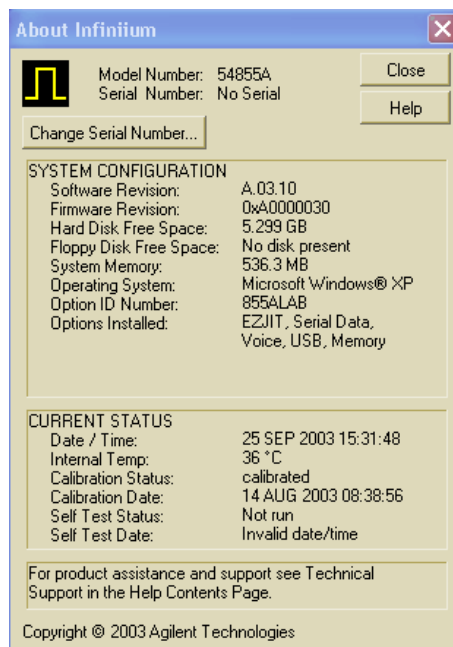 About Infiniium
Model Number: 54855A
Serial Number: No Serial
Close
Help
Change Serial Number...
SYSTEM CONFIGURATION
Software Revision: A.03.10
Firmware Revision: 0xA0000030
Hard Disk Free Space: 5.299 GB
Floppy Disk Free Space: No disk present
System Memory: 536.3 MB
Operating System: Microsoft Windows® XP
Option ID Number: 855ALAB
Options Installed: EZJIT, Serial Data,
Voice, USB, Memory
CURRENT STATUS
Date / Time: 25 SEP 2003 15:31:48
Internal Temp: 36 °C
Calibration Status: calibrated
Calibration Date: 14 AUG 2003 08:38:56
Self Test Status: Not run
Self Test Date: Invalid date/time
For product assistance and support see Technical
Support in the Help Contents Page.
Copyright © 2003 Agilent Technologies